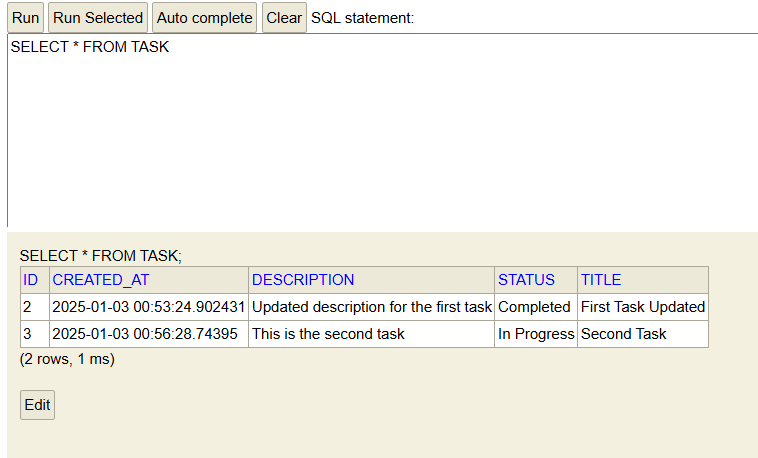 Run Run Selected Auto complete Clear SQL statement:
SELECT * FROM TASK
SELECT * FROM TASK;
ID CREATED_AT DESCRIPTION STATUS TITLE
2 2025-01-03 00:53:24.902431 Updated description for the first task Completed First Task Updated
3 2025-01-03 00:56:28.74395 This is the second task In Progress Second Task
(2 rows, 1 ms)
Edit